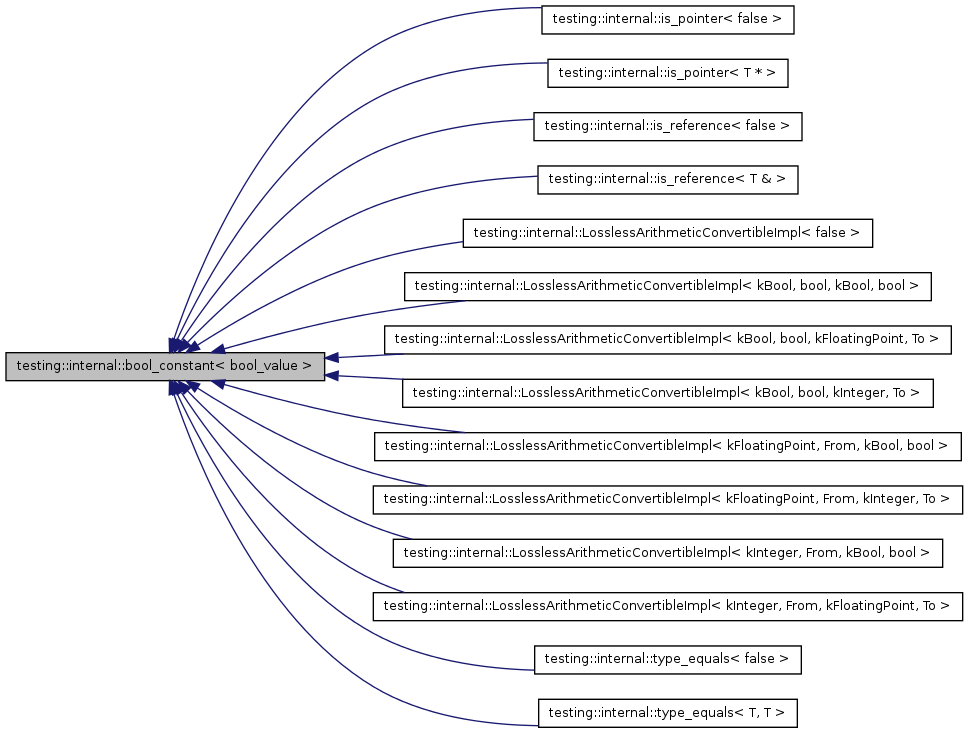 testing::internal::is_pointer< false >
testing::internal::is_pointer< T * >
testing::internal::is_reference< false >
testing::internal::is_reference< T & >
testing::internal::LosslessArithmeticConvertibleImpl< false >
testing::internal::LosslessArithmeticConvertibleImpl< kBool, bool, kBool, bool >
testing::internal::LosslessArithmeticConvertibleImpl< kBool, bool, kFloatingPoint, To >
testing::internal::bool_constant< bool_value >
testing::internal::LosslessArithmeticConvertibleImpl< kBool, bool, kInteger, To >
testing::internal::LosslessArithmeticConvertibleImpl< kFloatingPoint, From, kBool, bool >
testing::internal::LosslessArithmeticConvertibleImpl< kFloatingPoint, From, kInteger, To >
testing::internal::LosslessArithmeticConvertibleImpl< kInteger, From, kBool, bool >
testing::internal::LosslessArithmeticConvertibleImpl< kInteger, From, kFloatingPoint, To >
testing::internal::type_equals< false >
testing::internal::type_equals< T, T >